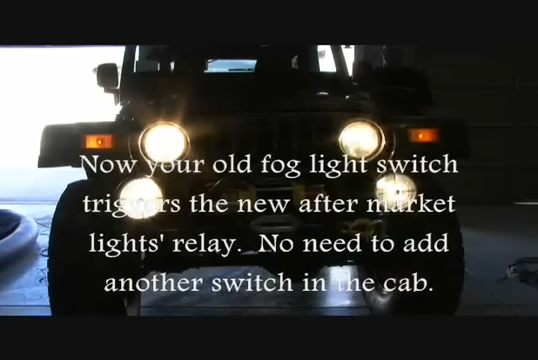 Now your old fog light switch
triggers the new after market
lights' relay.  No need to add
another switch in the cab.